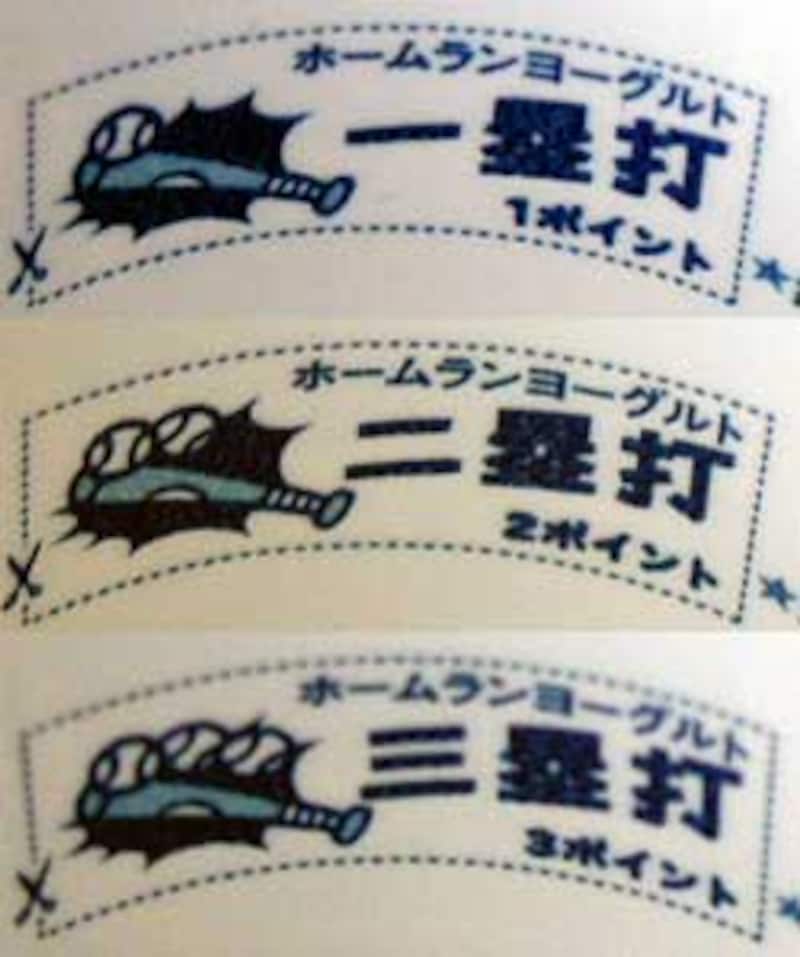 ホームランヨーグルト
一塁打
1ポイント
ホームランヨーグルト
二塁打
2ポイント
ホームランヨーグルト
三塁打
3ポイント